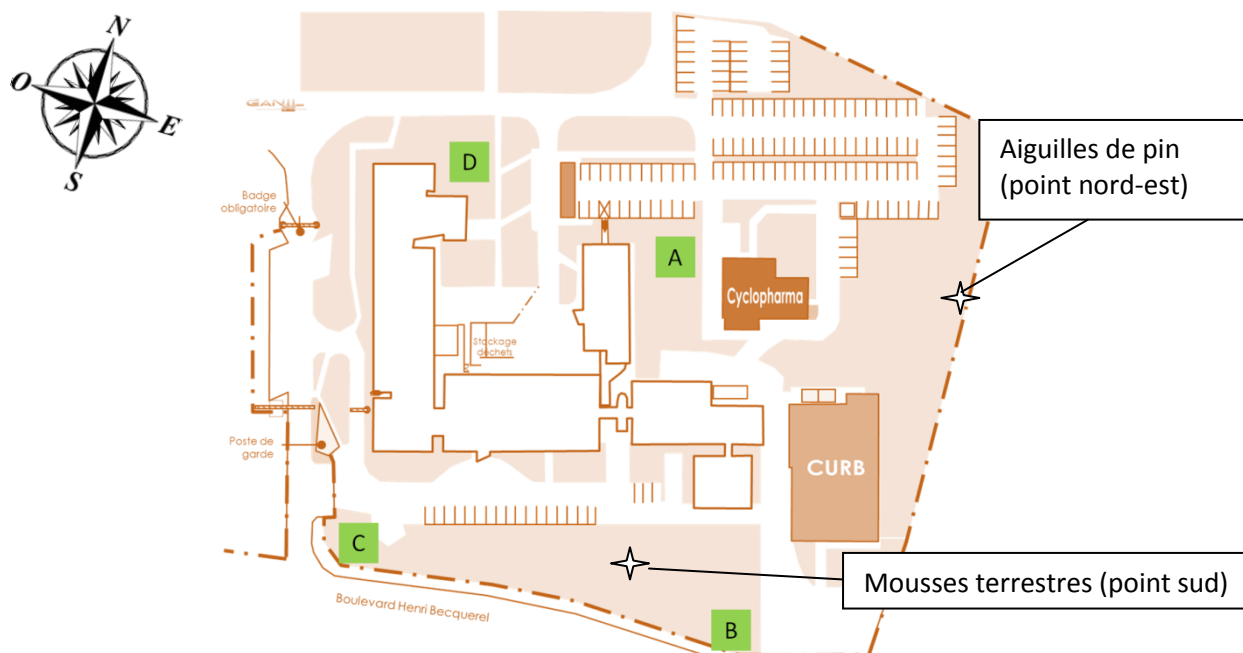 N
O
E
S
GANIL
D
Aiguilles de pin
(point nord-est)
Badge
obligatoire
A
Cyclopharma
Stockage
déchets
Poste de
garde
CURB
C
Mousses terrestres (point sud)
Boulevard Henri Becquerel
B